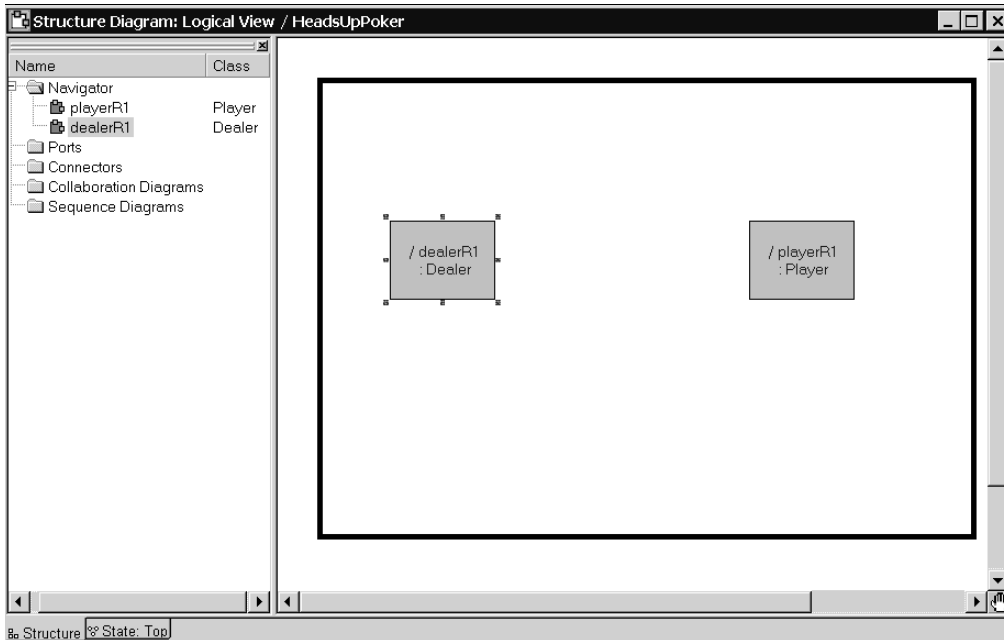 Structure Diagram: Logical View / HeadsUpPoker
Name Class
Navigator
playerR1 Player
dealerR1 Dealer
Ports
Connectors
Collaboration Diagrams
Sequence Diagrams
/ dealerR1
: Dealer
/ playerR1
: Player
Structure State: Top